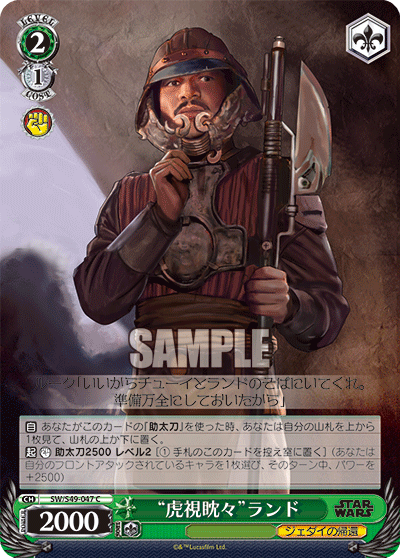 LEVEL
2
1
COST
SAMPLE
ルーク「いいからチューイとランドのそばにいてくれ。
準備万全にしておいたから」
自 あなたがこのカードの『助太刀』を使った時、あなたは自分の山札を上から
1枚見て、山札の上か下に置く。
起 助太刀2500 レベル2 [① 手札のこのカードを控え室に置く] (あなたは
自分のフロントアタックされているキャラを1枚選び、そのターン中、パワーを
+2500)
CH SW/S49-047 C
POWER
2000
“虎視眈々”ランド
STAR WARS
ジェダイの帰還
©&™Lucasfilm Ltd.